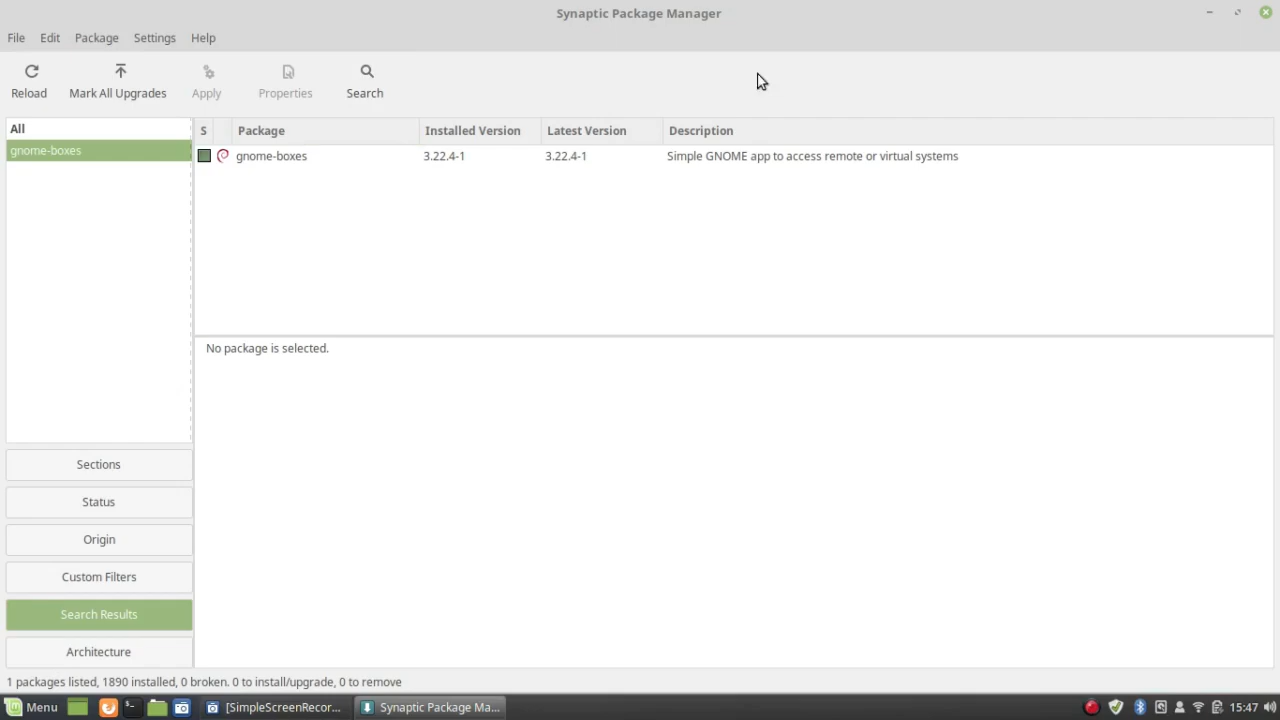 Synaptic Package Manager
File Edit Package Settings Help
Reload Mark All Upgrades Apply Properties Search
All
gnome-boxes
S Package Installed Version Latest Version Description
gnome-boxes 3.22.4-1 3.22.4-1 Simple GNOME app to access remote or virtual systems
No package is selected.
Sections
Status
Origin
Custom Filters
Search Results
Architecture
1 packages listed, 1890 installed, 0 broken. 0 to install/upgrade, 0 to remove
Menu [SimpleScreenRecor... Synaptic Package Ma... 15:47